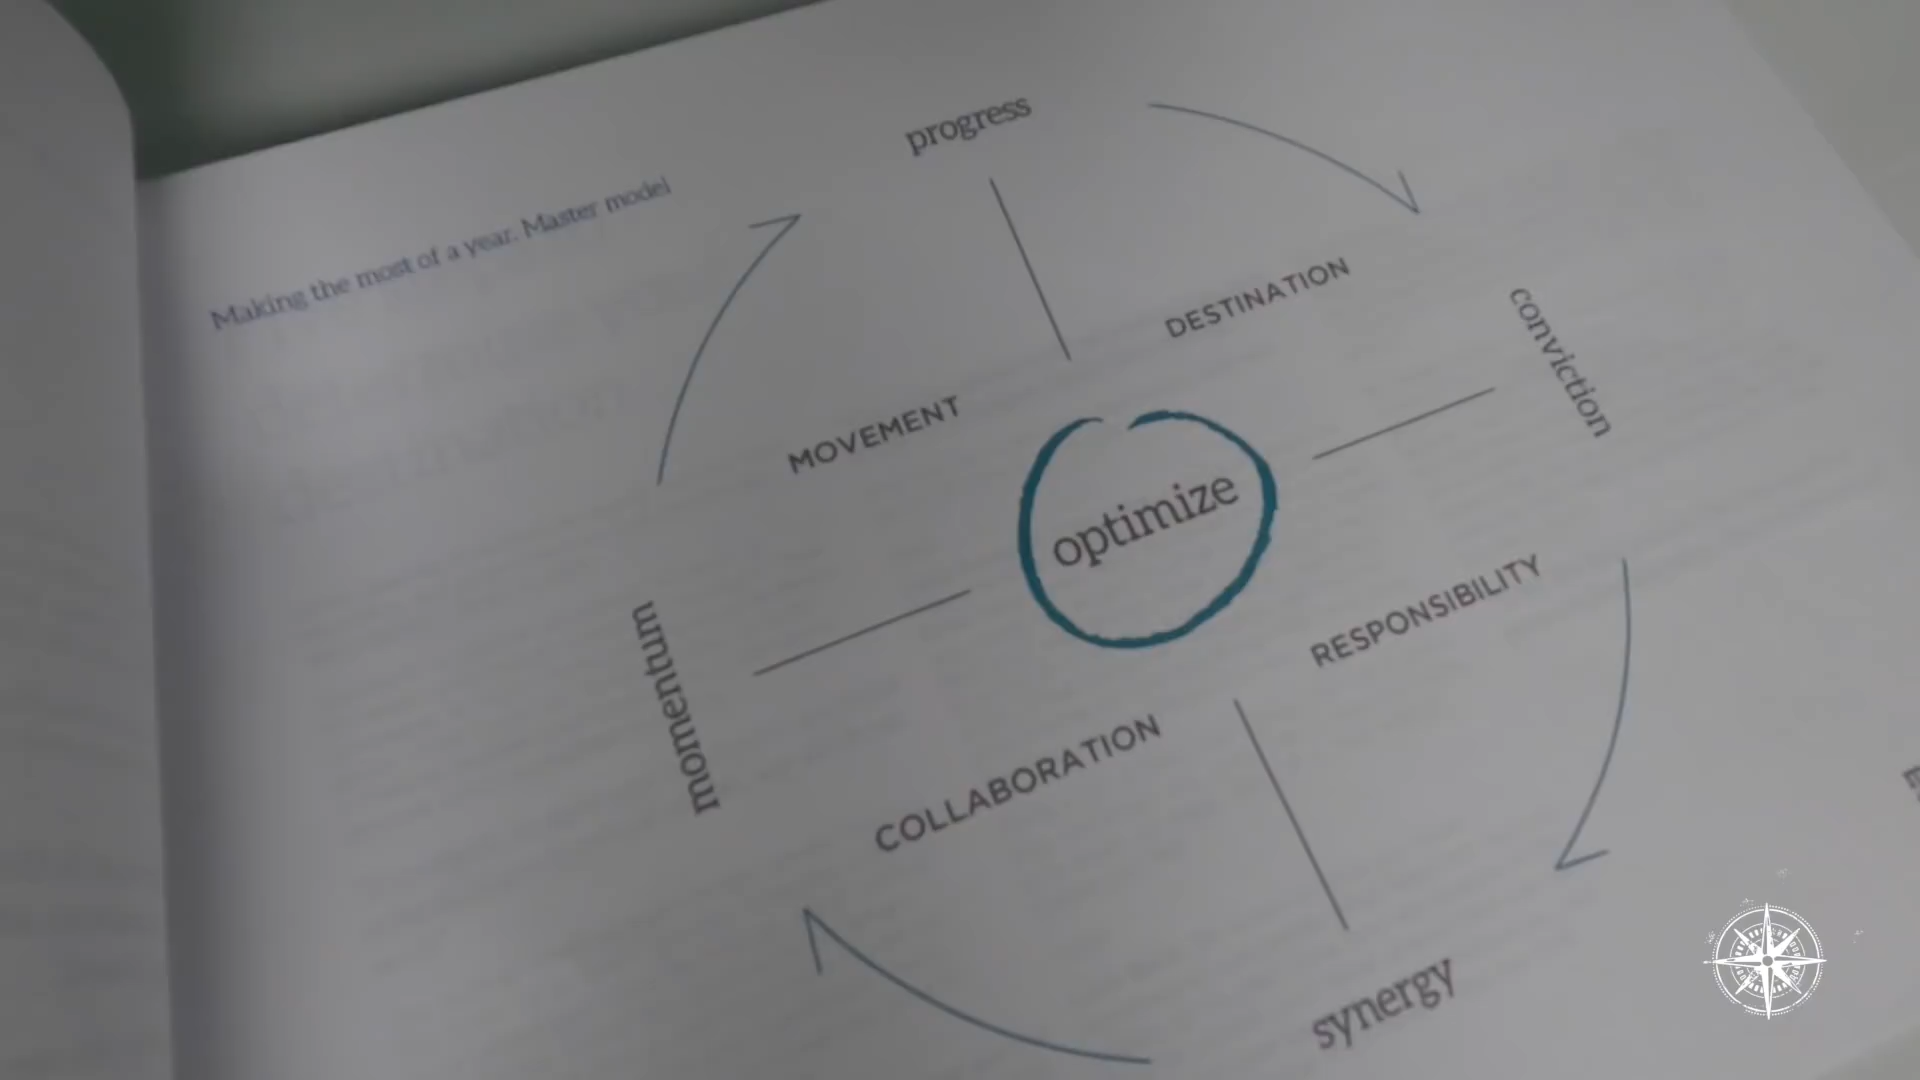 Making the most of a year. Master model
progress
DESTINATION
conviction
MOVEMENT
optimize
RESPONSIBILITY
momentum
COLLABORATION
synergy